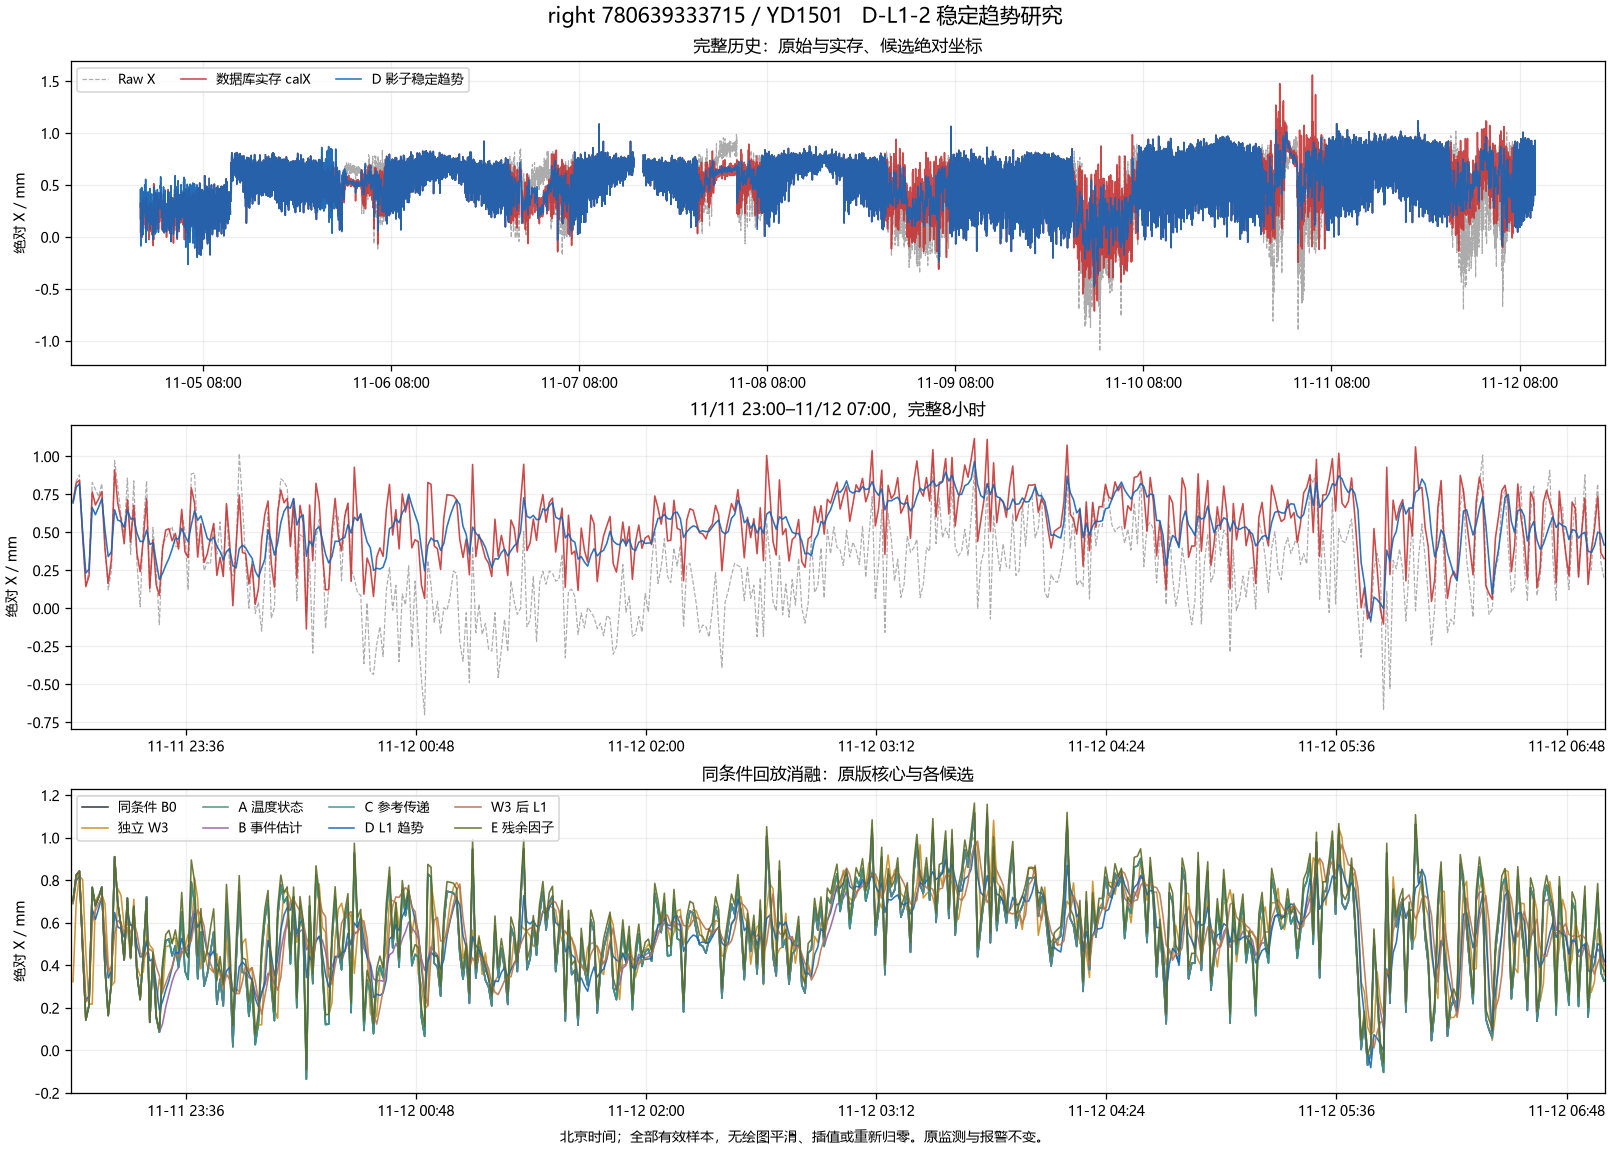 right 780639333715 / YD1501   D-L1-2 稳定趋势研究
完整历史：原始与实存、候选绝对坐标
Raw X
数据库实存 calX
D 影子稳定趋势
绝对 X / mm
1.5
1.0
0.5
0.0
-0.5
-1.0
11-05 08:00
11-06 08:00
11-07 08:00
11-08 08:00
11-09 08:00
11-10 08:00
11-11 08:00
11-12 08:00
11/11 23:00–11/12 07:00，完整8小时
绝对 X / mm
1.00
0.75
0.50
0.25
0.00
-0.25
-0.50
-0.75
11-11 23:36
11-12 00:48
11-12 02:00
11-12 03:12
11-12 04:24
11-12 05:36
11-12 06:48
同条件回放消融：原版核心与各候选
同条件 B0
A 温度状态
C 参考传递
W3 后 L1
独立 W3
B 事件估计
D L1 趋势
E 残余因子
绝对 X / mm
1.2
1.0
0.8
0.6
0.4
0.2
0.0
-0.2
11-11 23:36
11-12 00:48
11-12 02:00
11-12 03:12
11-12 04:24
11-12 05:36
11-12 06:48
北京时间；全部有效样本，无绘图平滑、插值或重新归零。原监测与报警不变。